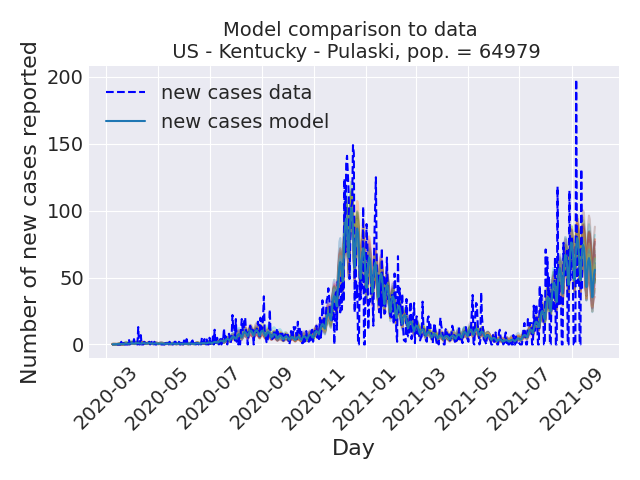 Model comparison to data
US - Kentucky - Pulaski, pop. = 64979
Number of new cases reported
200
150
100
50
0
new cases data
new cases model
2020-03
2020-05
2020-07
2020-09
2020-11
2021-01
2021-03
2021-05
2021-07
2021-09
Day